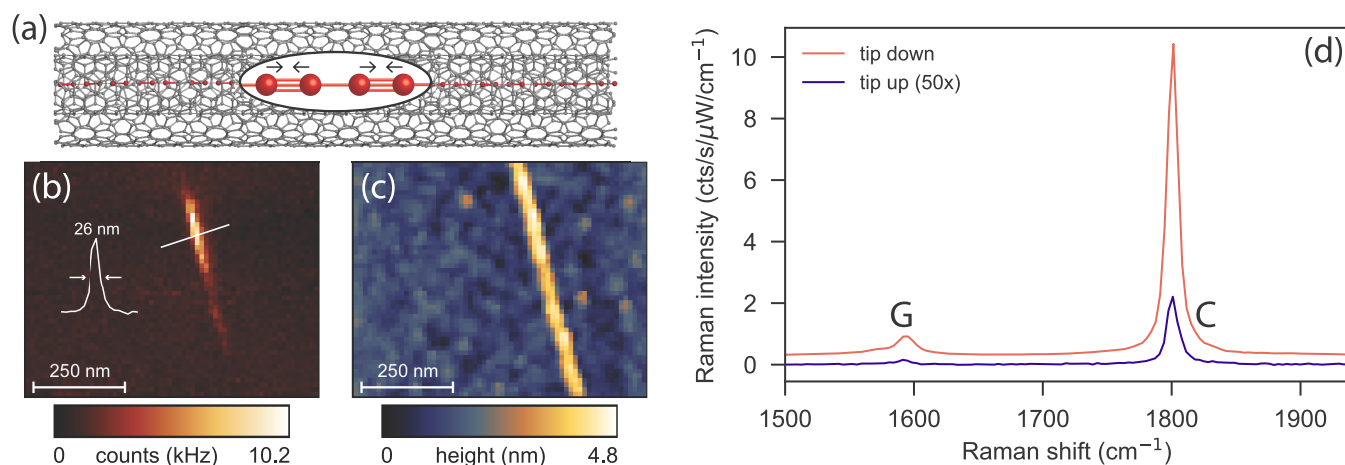 (a)
(b)
26 nm
250 nm
0 counts (kHz) 10.2
(c)
250 nm
0 height (nm) 4.8
(d)
tip down
tip up (50x)
G
C
Raman intensity (cts/s/μW/cm⁻¹)
10
8
6
4
2
0
1500 1600 1700 1800 1900
Raman shift (cm⁻¹)